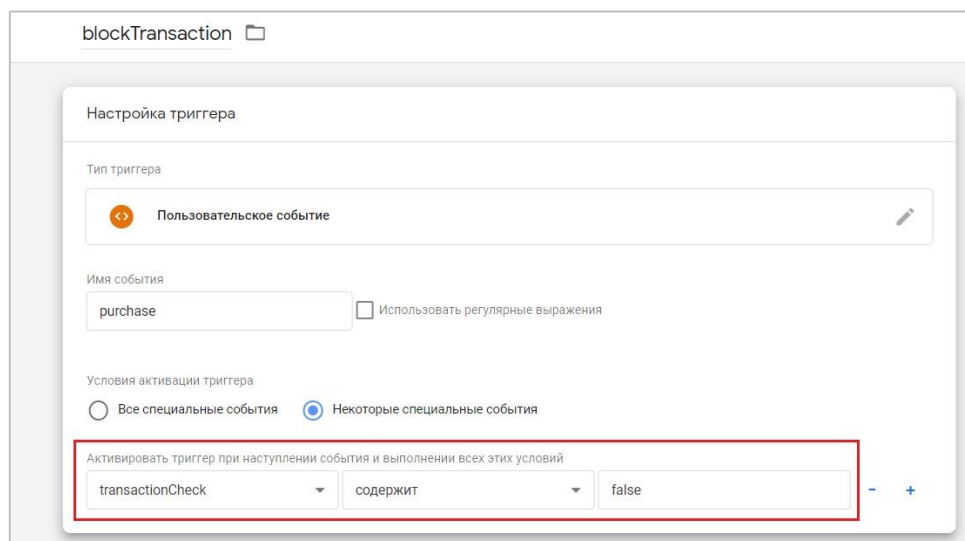 blockTransaction
Настройка триггера
Тип триггера
Пользовательское событие
Имя события
purchase
Использовать регулярные выражения
Условия активации триггера
Все специальные события Некоторые специальные события
Активировать триггер при наступлении события и выполнении всех этих условий
transactionCheck содержит false - +